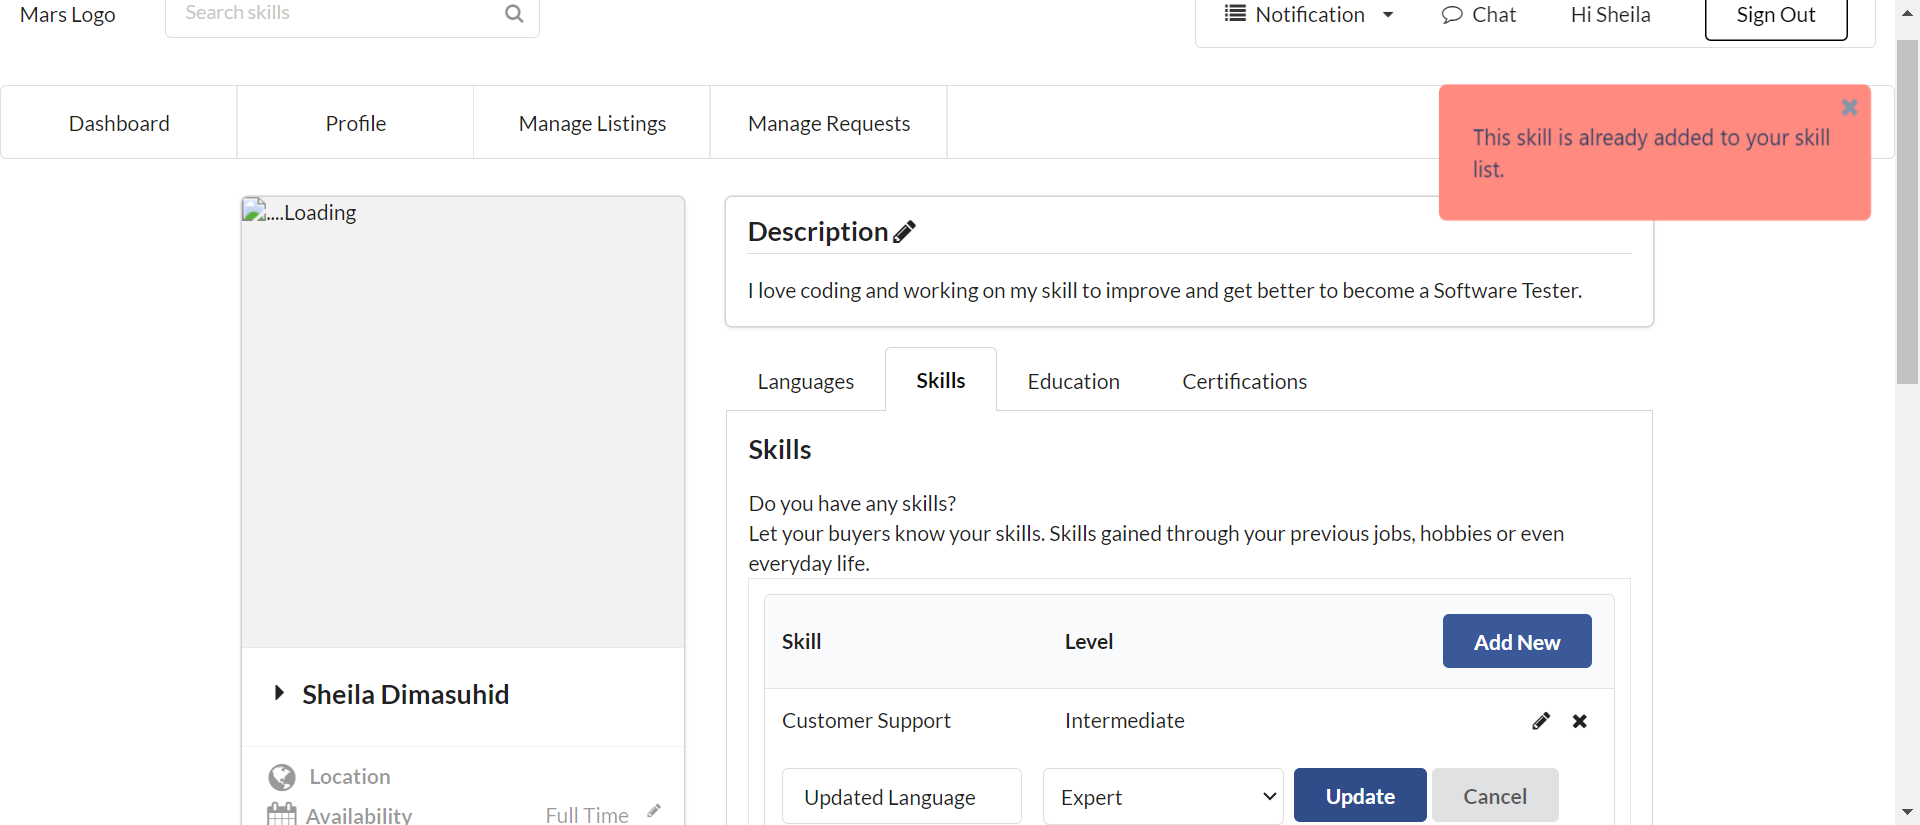 Mars Logo
Search skills
Notification
Chat
Hi Sheila
Sign Out
Dashboard
Profile
Manage Listings
Manage Requests
This skill is already added to your skill
list.
....Loading
Description
I love coding and working on my skill to improve and get better to become a Software Tester.
Languages
Skills
Education
Certifications
Skills
Do you have any skills?
Let your buyers know your skills. Skills gained through your previous jobs, hobbies or even
everyday life.
Skill
Level
Add New
Customer Support
Intermediate
Updated Language
Expert
Update
Cancel
Sheila Dimasuhid
Location
Availability
Full Time